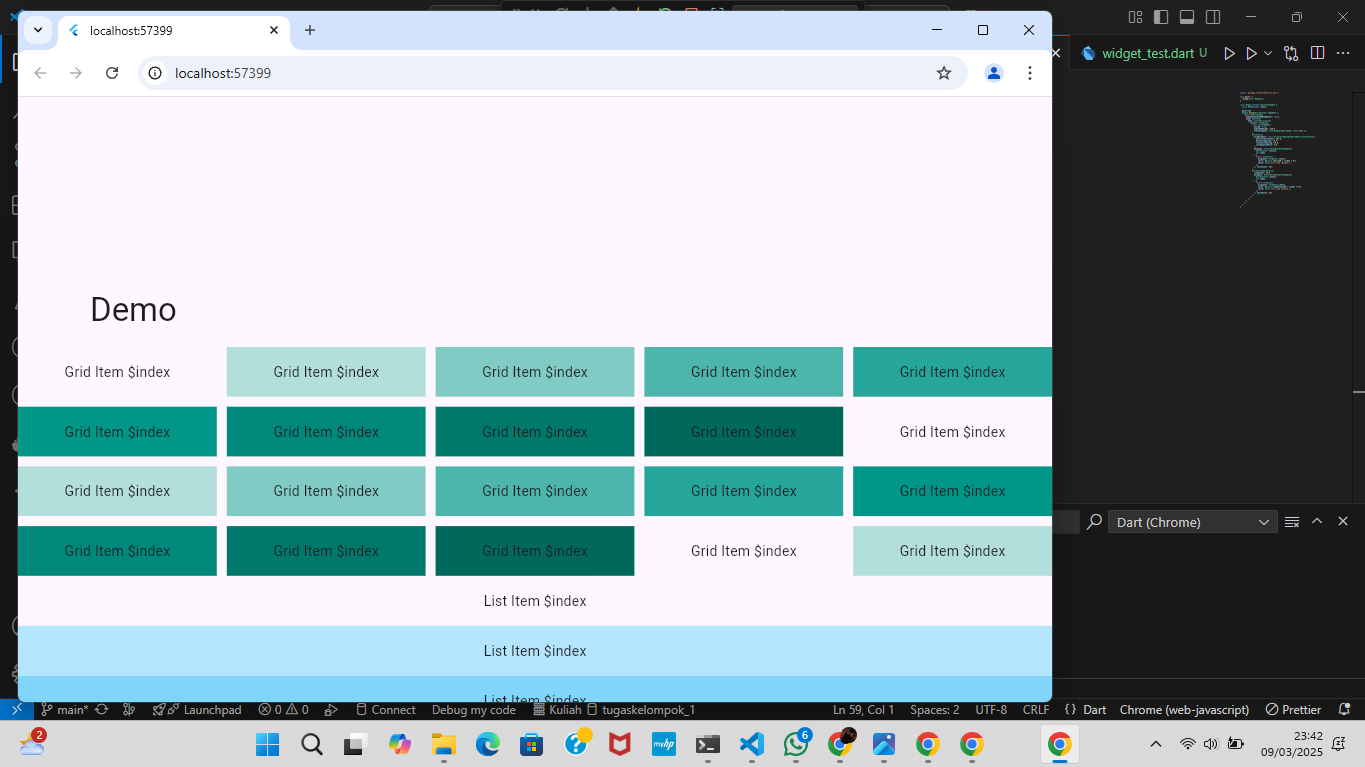 localhost:57399
localhost:57399
widget_test.dart U
Demo
Grid Item $index Grid Item $index Grid Item $index Grid Item $index Grid Item $index
Grid Item $index Grid Item $index Grid Item $index Grid Item $index Grid Item $index
Grid Item $index Grid Item $index Grid Item $index Grid Item $index Grid Item $index
Grid Item $index Grid Item $index Grid Item $index Grid Item $index Grid Item $index
List Item $index
List Item $index
List Item $index
Dart (Chrome)
main* Launchpad 0 0 Connect Debug my code Kuliah tugaskelompok_1 Ln 59, Col 1 Spaces: 2 UTF-8 CRLF { } Dart Chrome (web-javascript) Prettier
2
myhp
6
23:42
09/03/2025